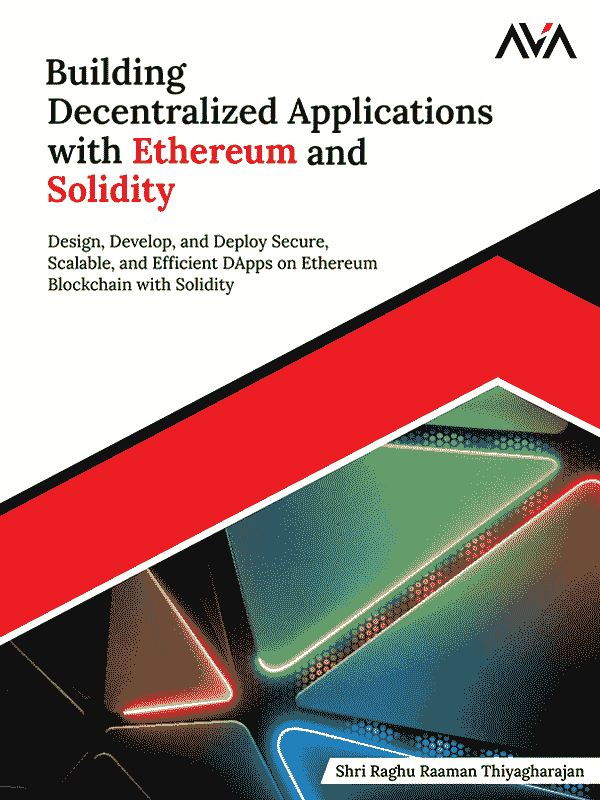 AVA
Building
Decentralized Applications
with Ethereum and
Solidity
Design, Develop, and Deploy Secure,
Scalable, and Efficient DApps on Ethereum
Blockchain with Solidity
Shri Raghu Raaman Thiyagharajan